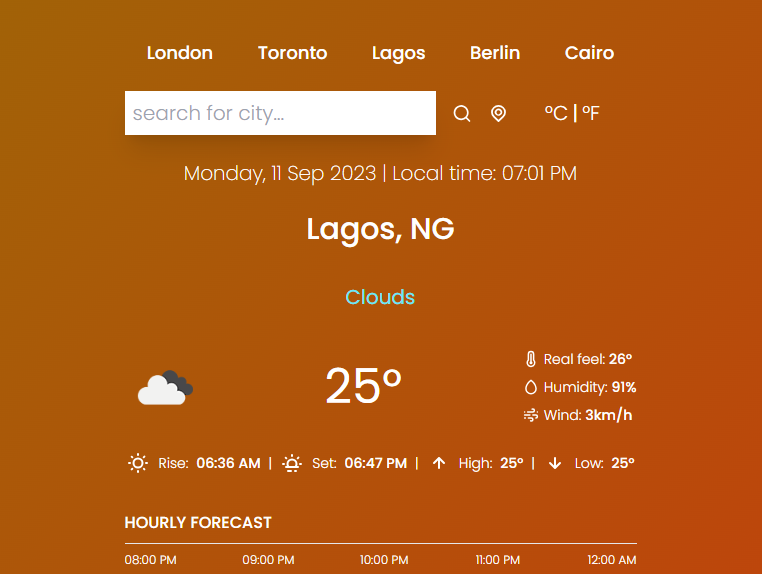 London Toronto Lagos Berlin Cairo
search for city...
°C | °F
Monday, 11 Sep 2023 | Local time: 07:01 PM
Lagos, NG
Clouds
25°
Real feel: 26°
Humidity: 91%
Wind: 3km/h
Rise: 06:36 AM | Set: 06:47 PM | High: 25° | Low: 25°
HOURLY FORECAST
08:00 PM 09:00 PM 10:00 PM 11:00 PM 12:00 AM